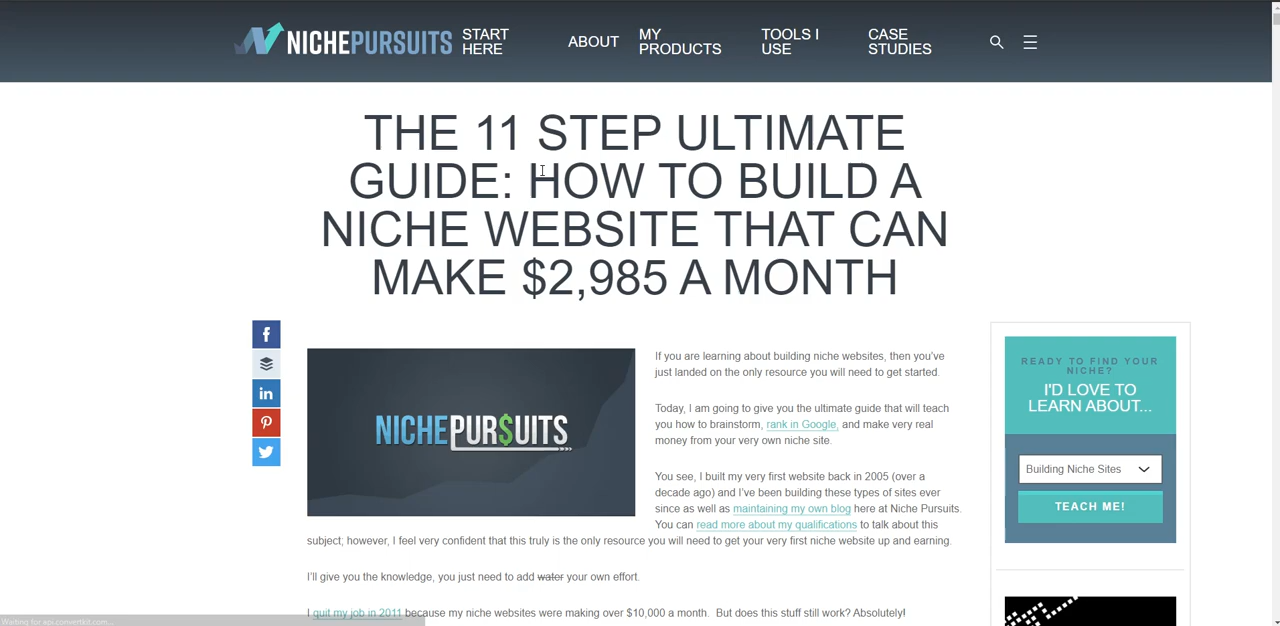 NICHEPURSUITS
START HERE
ABOUT
MY PRODUCTS
TOOLS I USE
CASE STUDIES
THE 11 STEP ULTIMATE
GUIDE: HOW TO BUILD A
NICHE WEBSITE THAT CAN
MAKE $2,985 A MONTH
NICHEPUR$UITS
If you are learning about building niche websites, then you've
just landed on the only resource you will need to get started.
Today, I am going to give you the ultimate guide that will teach
you how to brainstorm, rank in Google, and make very real
money from your very own niche site.
You see, I built my very first website back in 2005 (over a
decade ago) and I've been building these types of sites ever
since as well as maintaining my own blog here at Niche Pursuits.
You can read more about my qualifications to talk about this
subject; however, I feel very confident that this truly is the only resource you will need to get your very first niche website up and earning.
I'll give you the knowledge, you just need to add water your own effort.
I quit my job in 2011 because my niche websites were making over $10,000 a month. But does this stuff still work? Absolutely!
READY TO FIND YOUR
NICHE?
I'D LOVE TO
LEARN ABOUT...
Building Niche Sites
TEACH ME!
Waiting for api.convertkit.com...